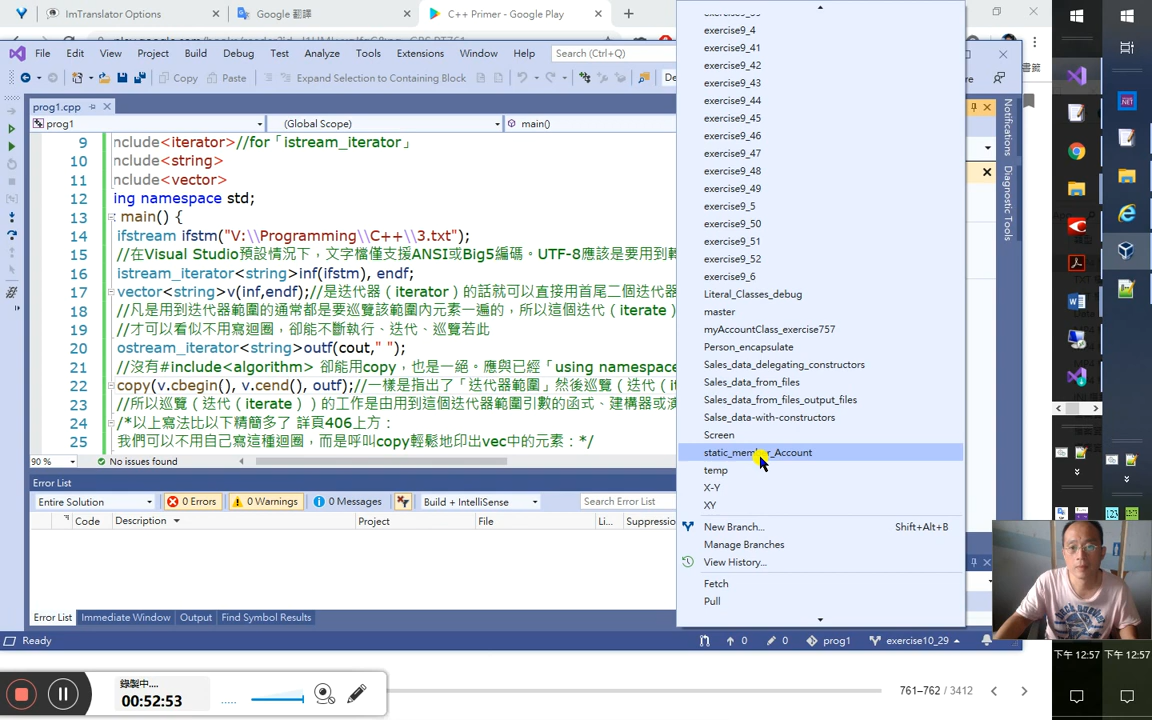 ImTranslator Options
Google 翻譯
C++ Primer - Google Play
File Edit View Project Build Debug Test Analyze Tools Extensions Window Help Search (Ctrl+Q)
Copy Paste Expand Selection to Containing Block
prog1.cpp
prog1 (Global Scope) main()
9 nclude<iterator>//for「istream_iterator」
10 nclude<string>
11 nclude<vector>
12 ing namespace std;
13 main() {
14 ifstream ifstm("V:\\Programming\\C++\\3.txt");
15 //在Visual Studio預設情況下，文字檔僅支援ANSI或Big5編碼。UTF-8應該是要用到轉
16 istream_iterator<string>inf(ifstm), endf;
17 vector<string>v(inf,endf);//是迭代器（iterator）的話就可以直接用首尾二個迭代器
18 //凡是用到迭代器範圍的通常都是要巡覽該範圍內元素一遍的，所以這個迭代（iterate）
19 //才可以看似不用寫迴圈，卻能不斷執行、迭代、巡覽若此
20 ostream_iterator<string>outf(cout," ");
21 //沒有#include<algorithm> 卻能用copy，也是一絕。應與已經「using namespace
22 copy(v.cbegin(), v.cend(), outf);//一樣是指出了「迭代器範圍」然後巡覽（迭代（it
23 //所以巡覽（迭代（iterate））的工作是由用到這個迭代器範圍引數的函式、建構器或演
24 /*以上寫法比以下精簡多了 詳頁406上方：
25 我們可以不用自己寫這種迴圈，而是呼叫copy輕鬆地印出vec中的元素：*/
90 % No issues found
Error List
Entire Solution 0 Errors 0 Warnings 0 Messages Build + IntelliSense Search Error List
Code Description Project File Li... Suppressio
Error List Immediate Window Output Find Symbol Results
Ready 0 0 prog1 exercise10_29
exercise9_4
exercise9_41
exercise9_42
exercise9_43
exercise9_44
exercise9_45
exercise9_46
exercise9_47
exercise9_48
exercise9_49
exercise9_5
exercise9_50
exercise9_51
exercise9_52
exercise9_6
Literal_Classes_debug
master
myAccountClass_exercise757
Person_encapsulate
Sales_data_delegating_constructors
Sales_data_from_files
Sales_data_from_files_output_files
Salse_data-with-constructors
Screen
static_member_Account
temp
X-Y
XY
New Branch... Shift+Alt+B
Manage Branches
View History...
Fetch
Pull
Notifications
Diagnostic Tools
錄製中....
00:52:53
761–762 / 3412
下午 12:57 下午 12:57